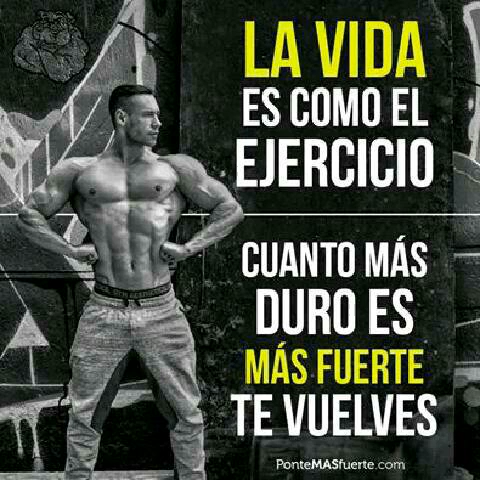 LA VIDA
ES COMO EL
EJERCICIO
CUANTO MÁS
DURO ES
MÁS FUERTE
TE VUELVES
PonteMASfuerte.com